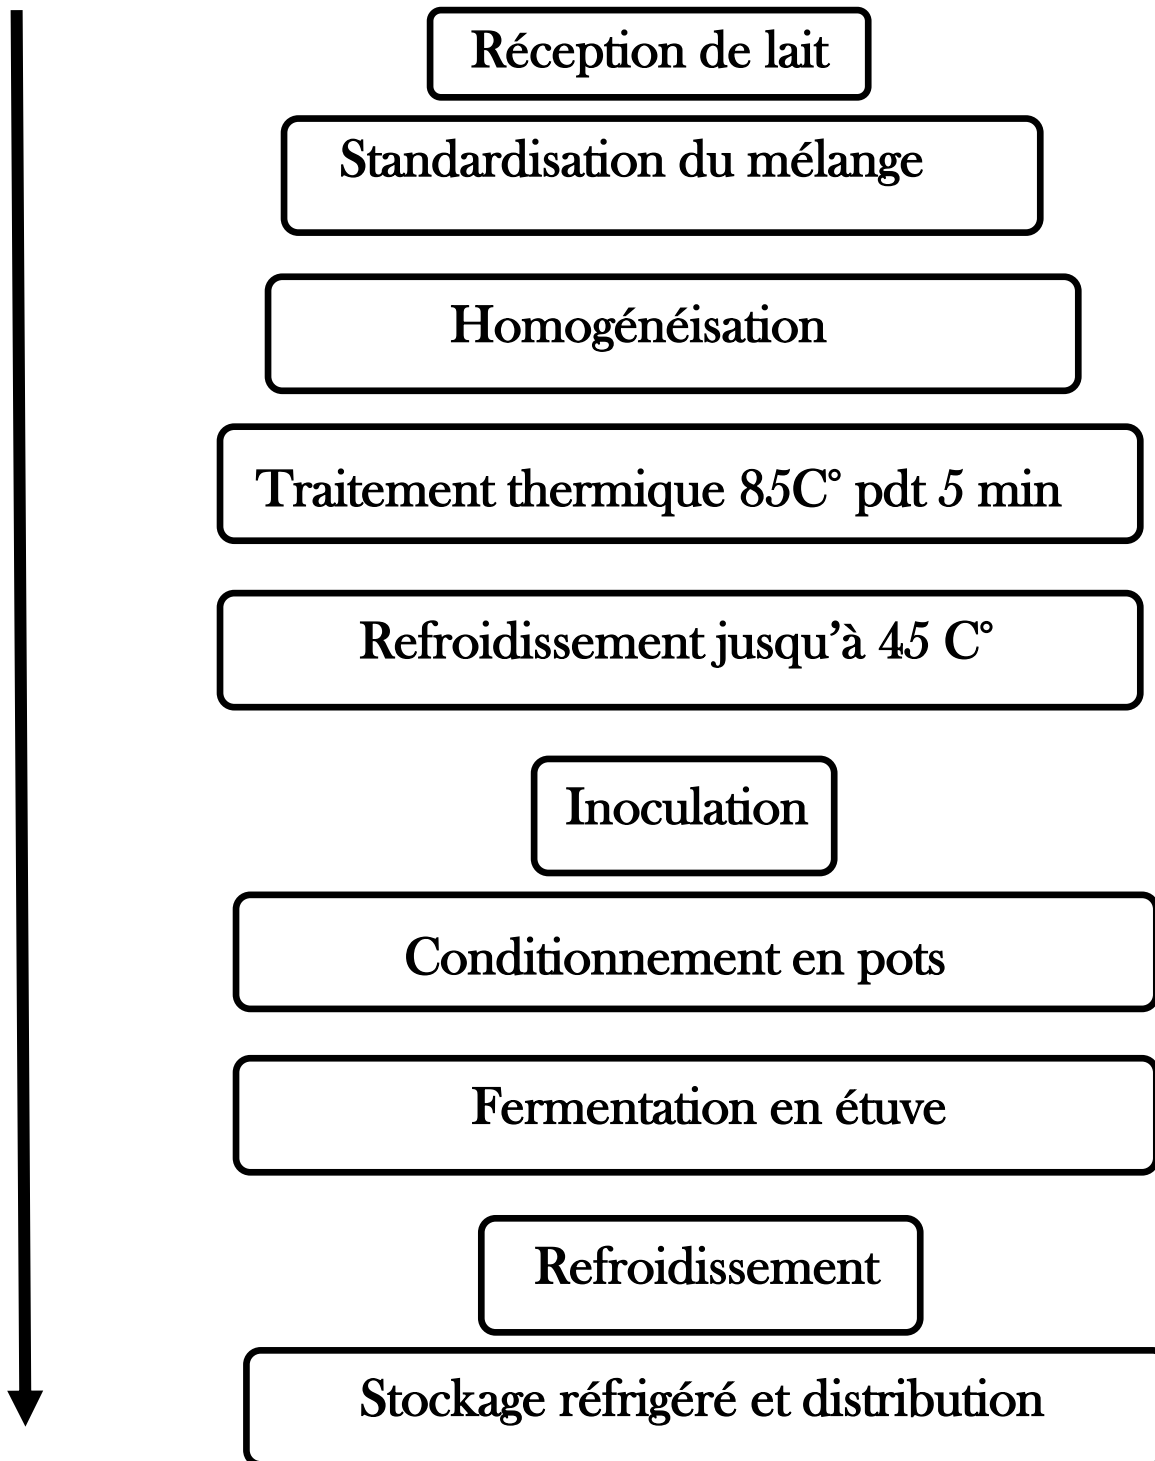 Réception de lait
Standardisation du mélange
Homogénéisation
Traitement thermique 85C° pdt 5 min
Refroidissement jusqu’à 45 C°
Inoculation
Conditionnement en pots
Fermentation en étuve
Refroidissement
Stockage réfrigéré et distribution